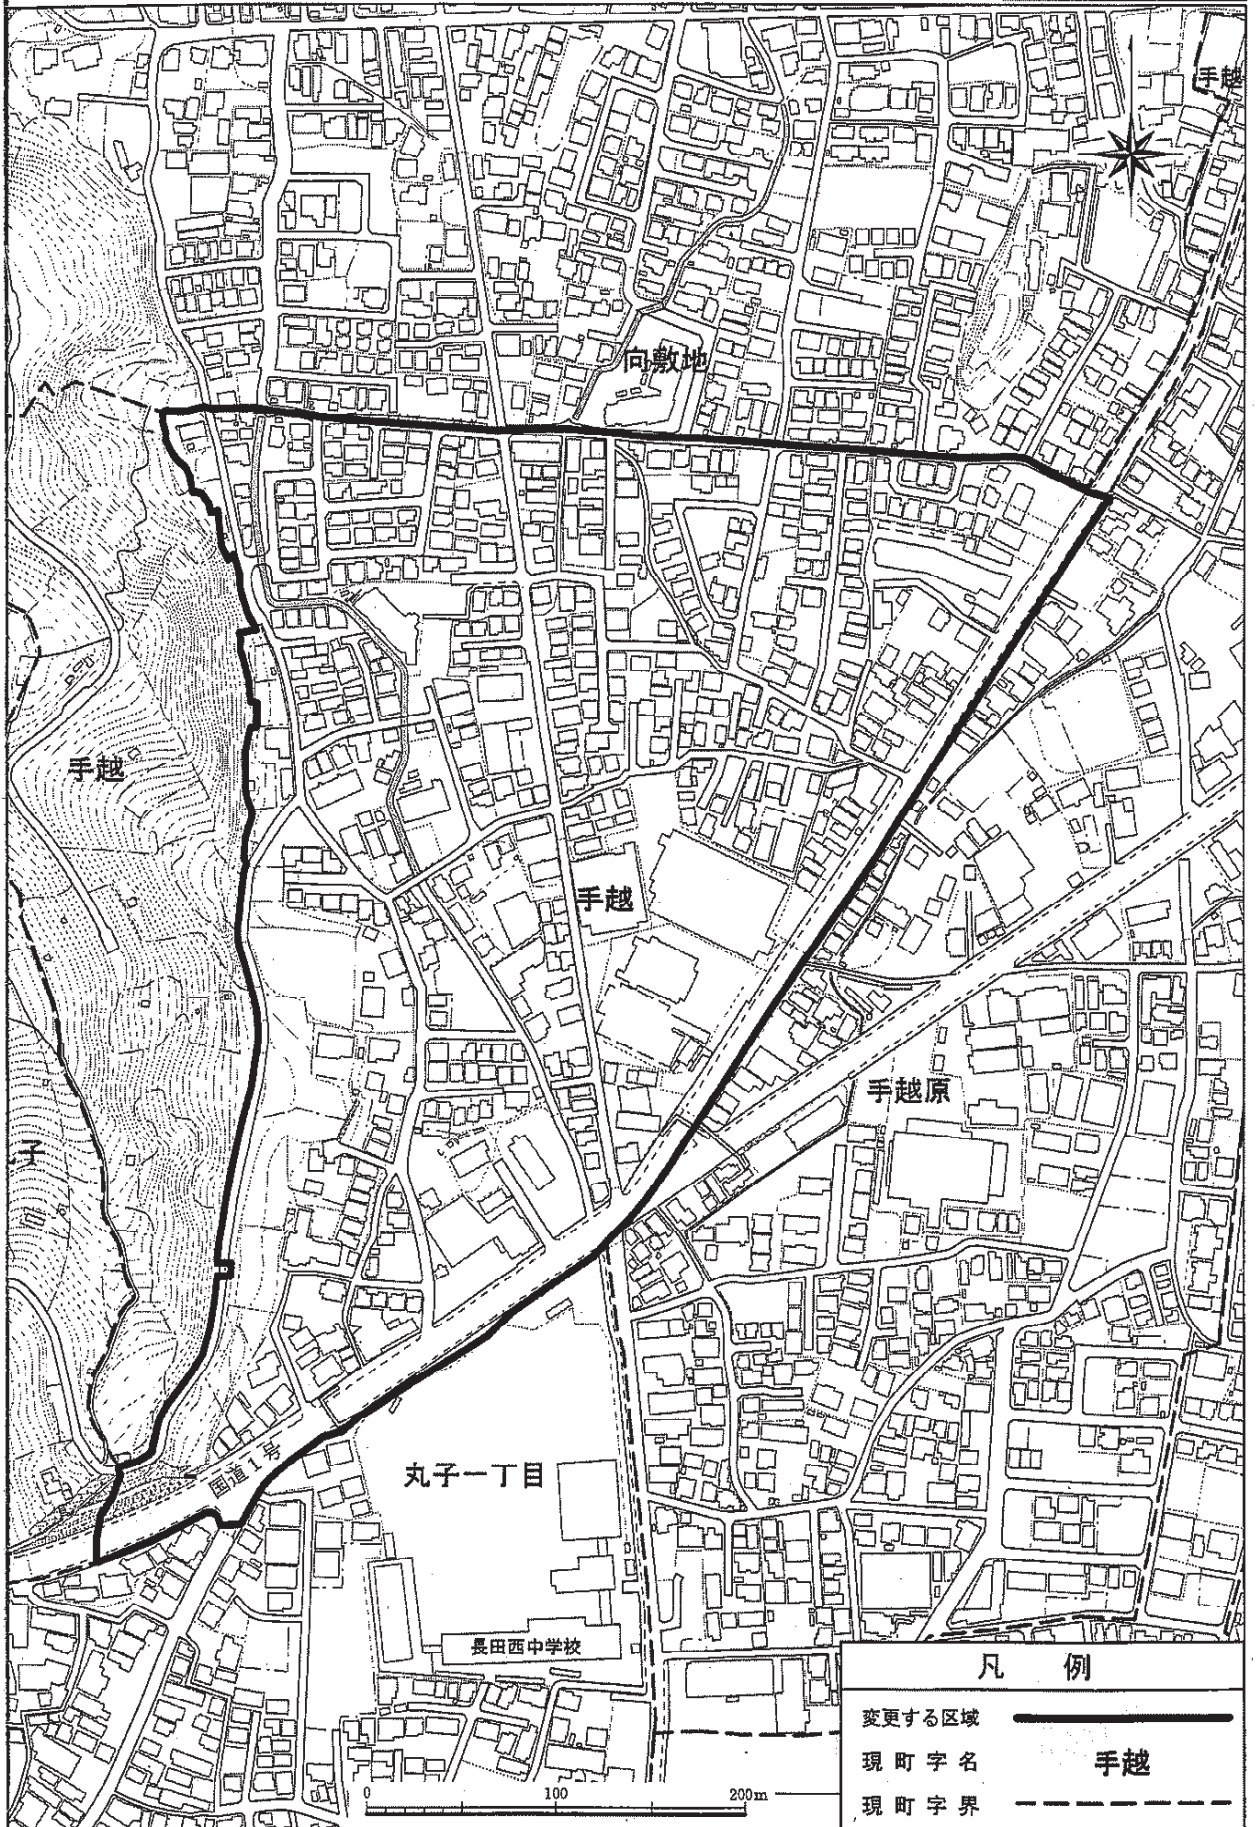 手越
向敷地
手越
手越
手越原
子
国道1号
丸子一丁目
長田西中学校
0 100 200m
凡 例
変更する区域
現町字名 手越
現町字界